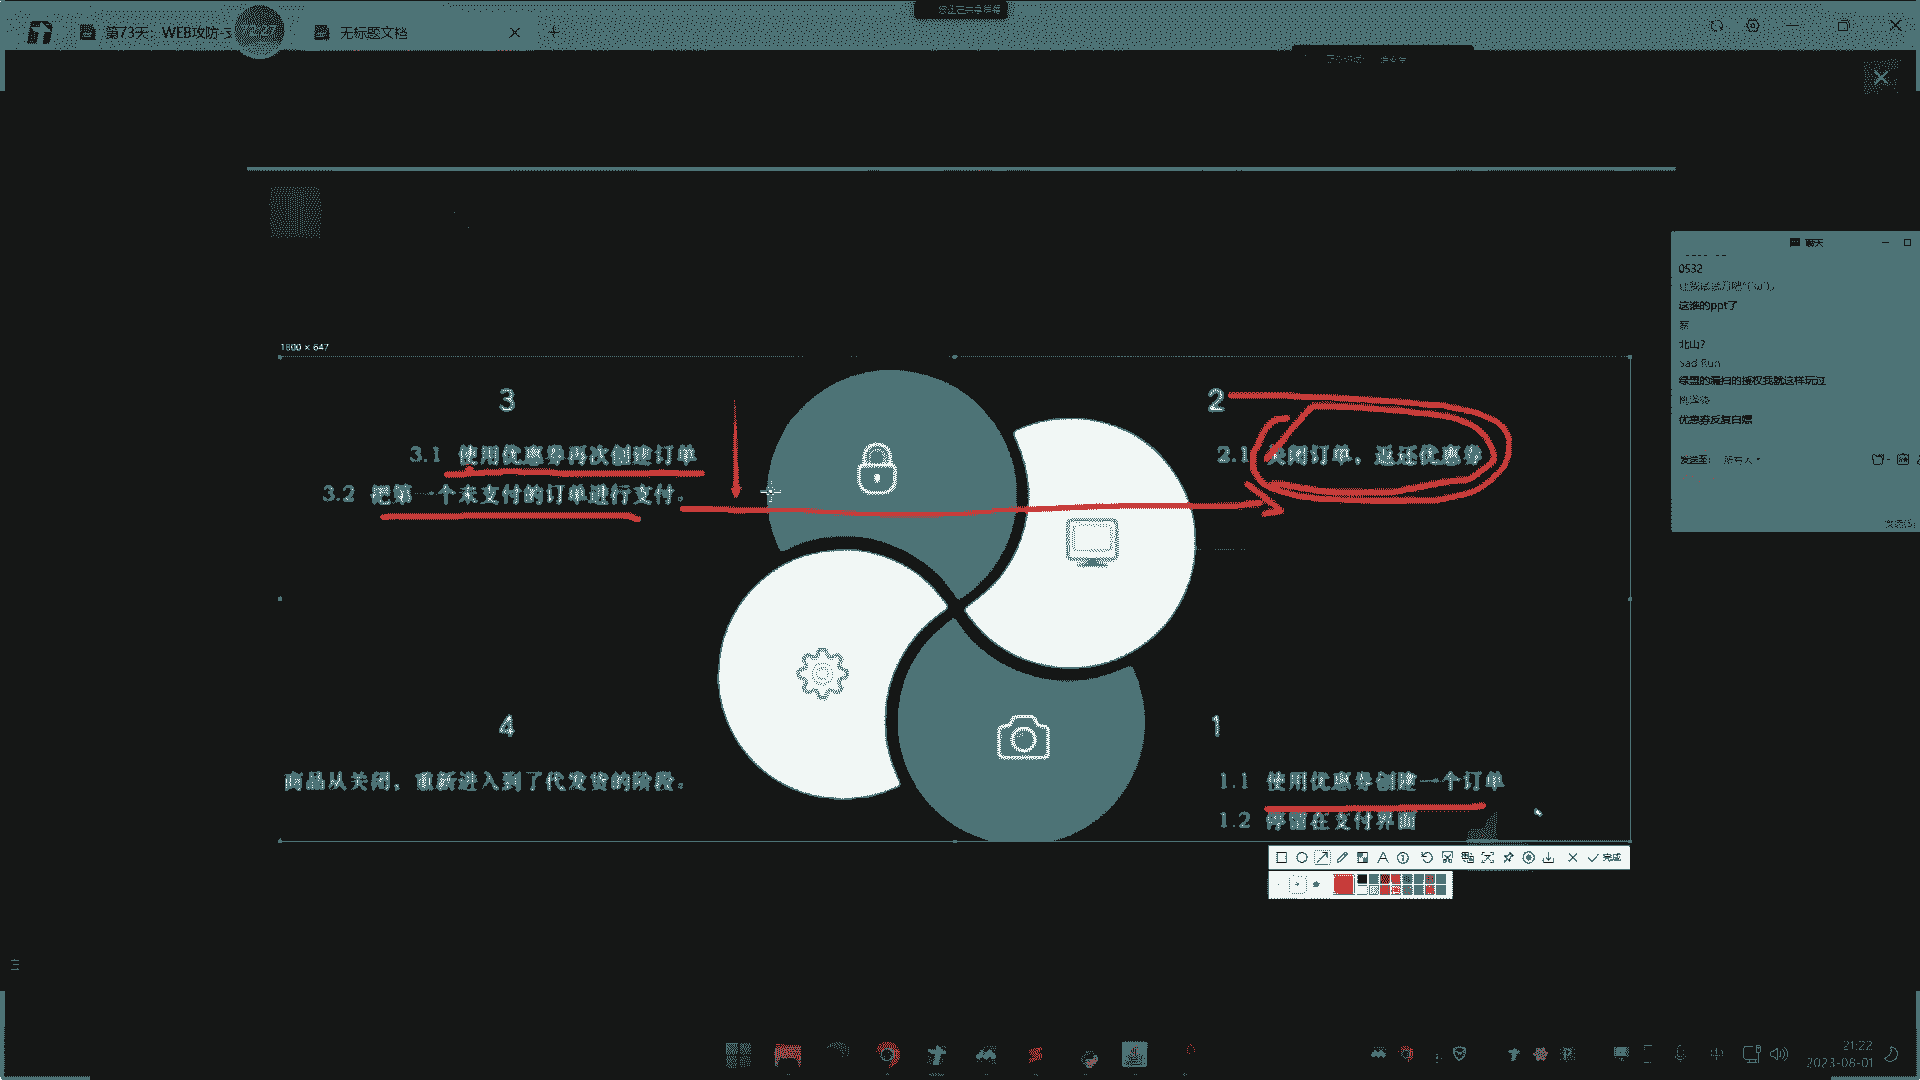 第73天：WEB攻防-支
无标题文档
聊天
0532
这谁的ppt了
北山?
Sad Run
绿盟的漏扫的授权我就这样玩过
优惠券反复白嫖
发送至：
所有人
1800 × 647
3
3.1 使用优惠券再次创建订单
3.2 把第一个未支付的订单进行支付。
2
2.1 关闭订单，返还优惠券
4
商品从关闭，重新进入到了代发货的阶段。
1
1.1 使用优惠券创建一个订单
1.2 停留在支付界面
完成
中
21:22
2023-08-01